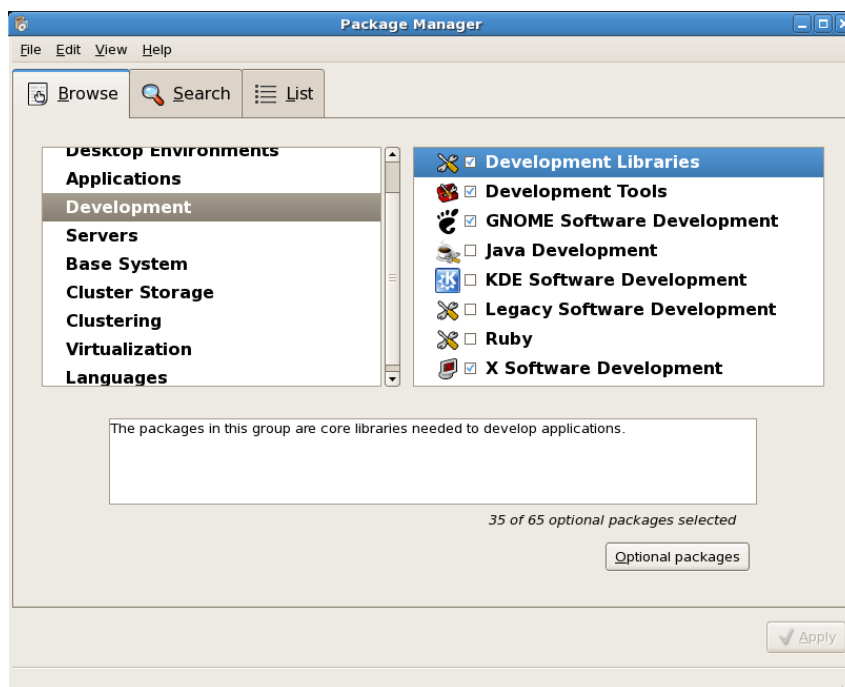 Package Manager
File Edit View Help
Browse Search List
Desktop Environments
Applications
Development
Servers
Base System
Cluster Storage
Clustering
Virtualization
Languages
Development Libraries
Development Tools
GNOME Software Development
Java Development
KDE Software Development
Legacy Software Development
Ruby
X Software Development
The packages in this group are core libraries needed to develop applications.
35 of 65 optional packages selected
Optional packages
Apply